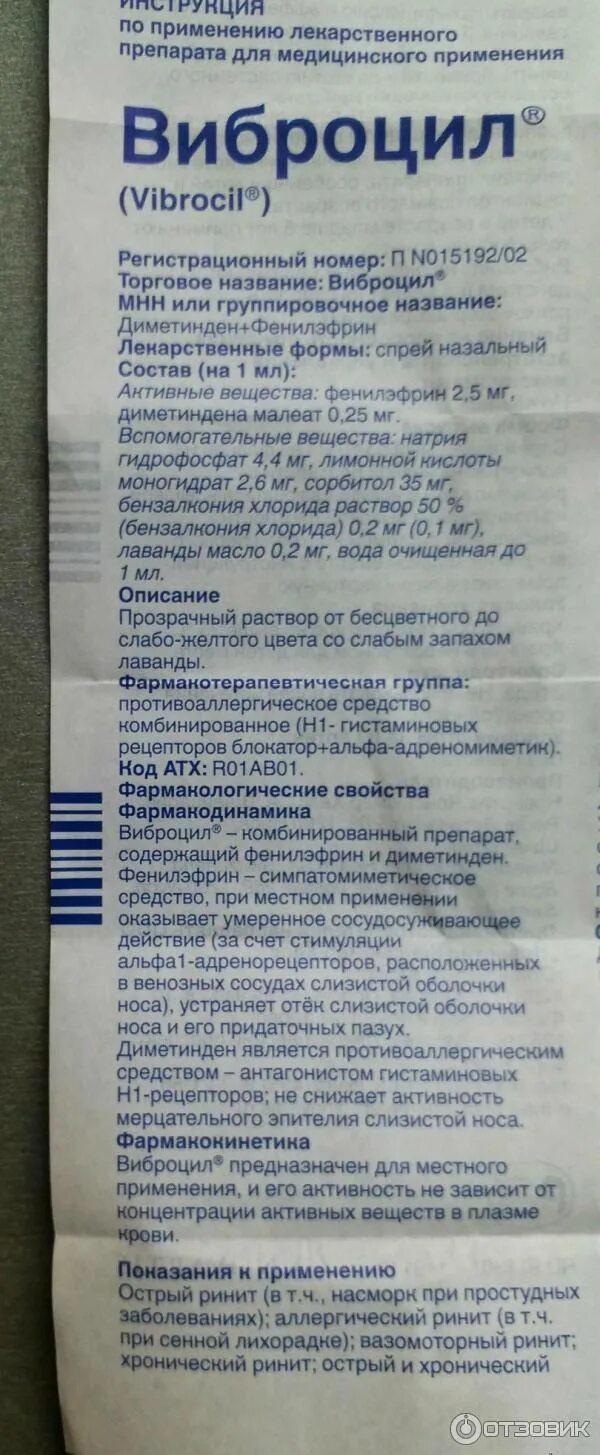 ИНСТРУКЦИЯ
по применению лекарственного
препарата для медицинского применения
Виброцил®
(Vibrocil®)
Регистрационный номер: П N015192/02
Торговое название: Виброцил®
МНН или группировочное название:
Диметинден+Фенилэфрин
Лекарственные формы: спрей назальный
Состав (на 1 мл):
Активные вещества: фенилэфрин 2,5 мг,
диметиндена малеат 0,25 мг.
Вспомогательные вещества: натрия
гидрофосфат 4,4 мг, лимонной кислоты
моногидрат 2,6 мг, сорбитол 35 мг,
бензалкония хлорида раствор 50 %
(бензалкония хлорида) 0,2 мг (0,1 мг),
лаванды масло 0,2 мг, вода очищенная до
1 мл.
Описание
Прозрачный раствор от бесцветного до
слабо-желтого цвета со слабым запахом
лаванды.
Фармакотерапевтическая группа:
противоаллергическое средство
комбинированное (Н1- гистаминовых
рецепторов блокатор+альфа-адреномиметик).
Код АТХ: R01AB01.
Фармакологические свойства
Фармакодинамика
Виброцил® – комбинированный препарат,
содержащий фенилэфрин и диметинден.
Фенилэфрин – симпатомиметическое
средство, при местном применении
оказывает умеренное сосудосуживающее
действие (за счет стимуляции
альфа1-адренорецепторов, расположенных
в венозных сосудах слизистой оболочки
носа), устраняет отёк слизистой оболочки
носа и его придаточных пазух.
Диметинден является противоаллергическим
средством – антагонистом гистаминовых
Н1-рецепторов; не снижает активность
мерцательного эпителия слизистой носа.
Фармакокинетика
Виброцил® предназначен для местного
применения, и его активность не зависит от
концентрации активных веществ в плазме
крови.
Показания к применению
Острый ринит (в т.ч., насморк при простудных
заболеваниях); аллергический ринит (в т.ч.
при сенной лихорадке); вазомоторный ринит;
хронический ринит; острый и хронический
ОТЗОВИК